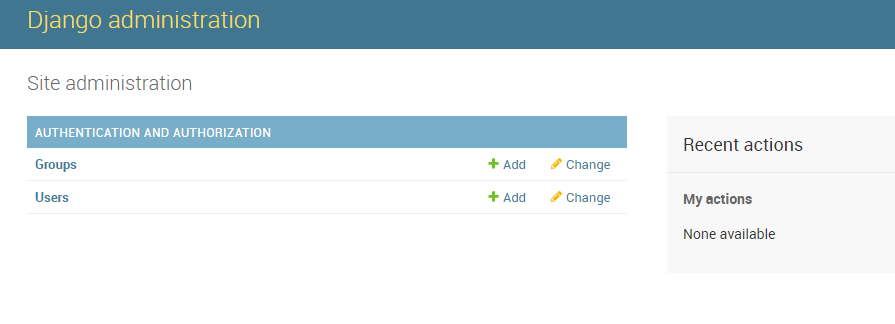 Django administration
Site administration
AUTHENTICATION AND AUTHORIZATION
Groups Add Change
Users Add Change
Recent actions
My actions
None available